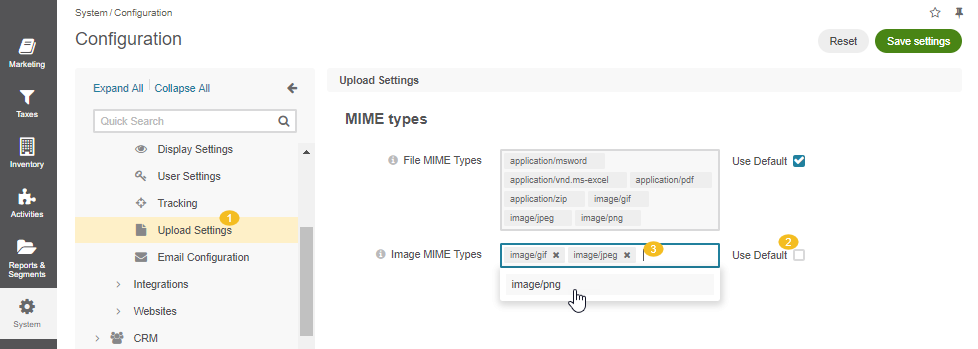 System / Configuration
Configuration
Reset
Save settings
Marketing
Taxes
Inventory
Activities
Reports &
Segments
System
Expand All
Collapse All
Quick Search
Display Settings
User Settings
Tracking
Upload Settings
1
Email Configuration
Integrations
Websites
CRM
Upload Settings
MIME types
File MIME Types
application/msword
application/vnd.ms-excel application/pdf
application/zip image/gif
image/jpeg image/png
Use Default
Image MIME Types
image/gif × image/jpeg ×
3
Use Default
2
image/png